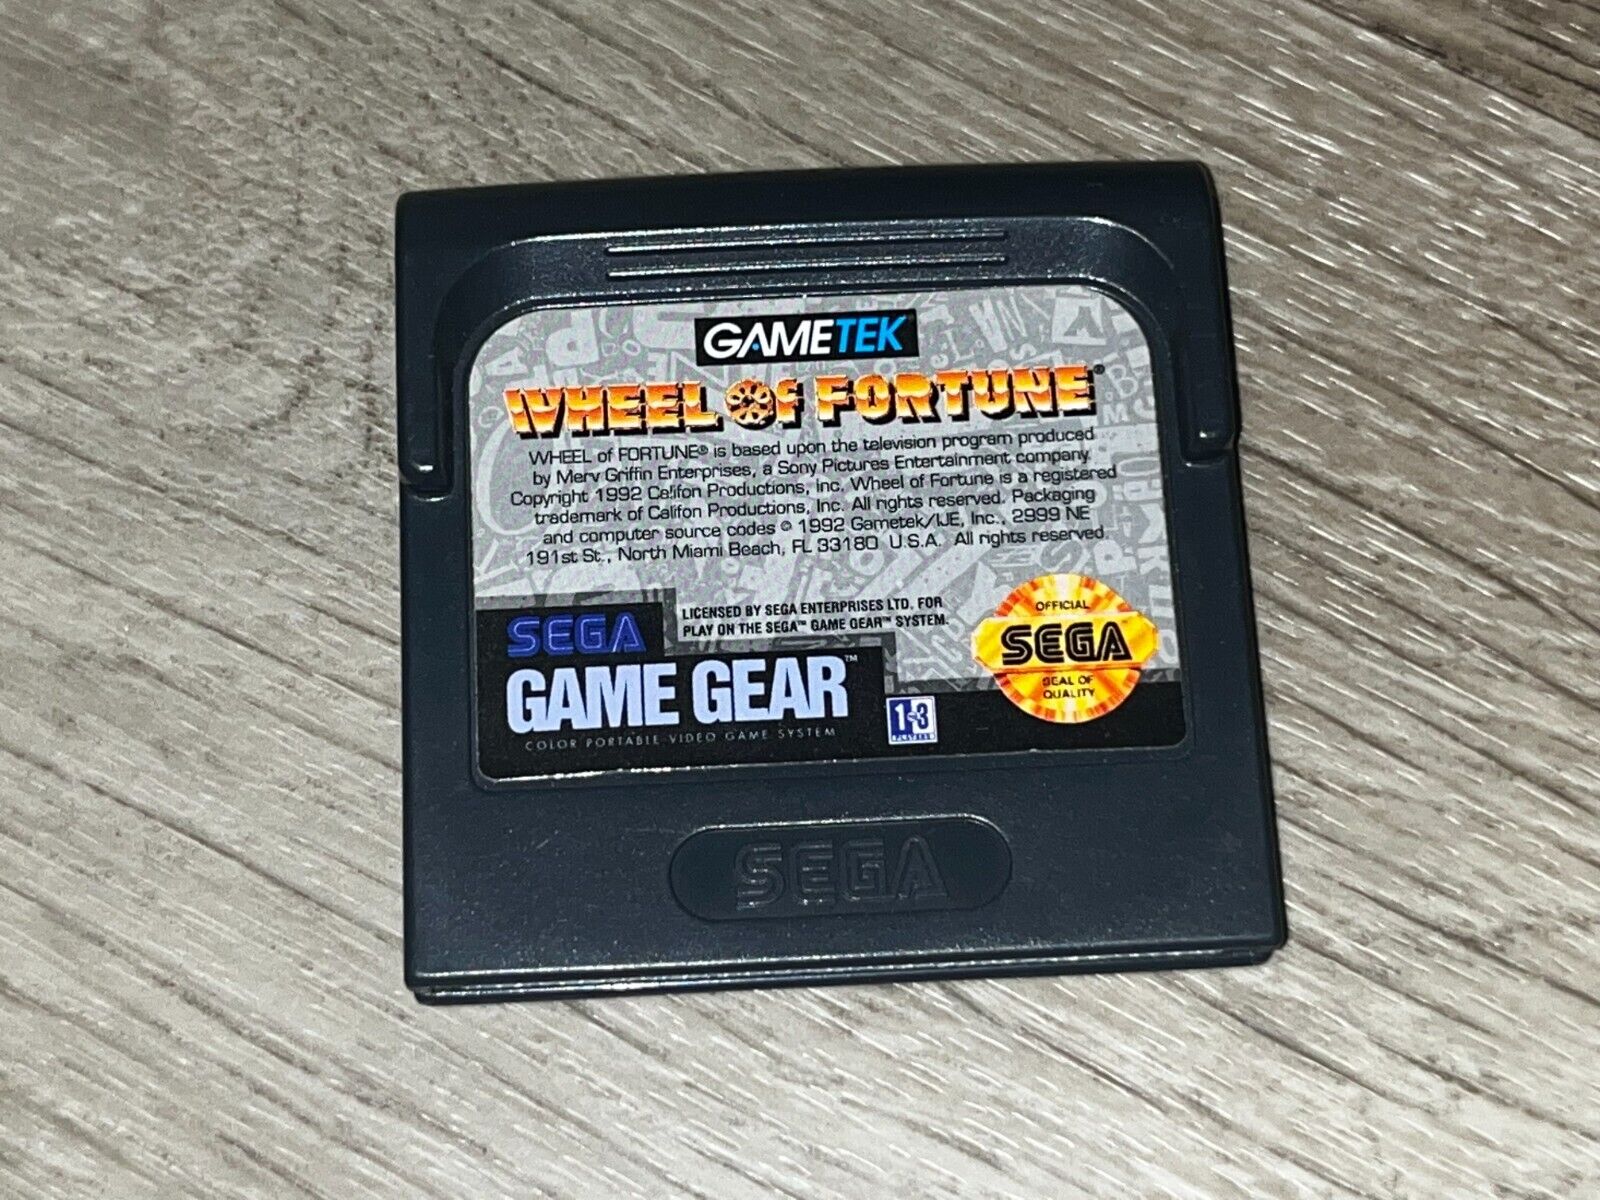 GAMETEK
WHEEL OF FORTUNE®
WHEEL of FORTUNE® is based upon the television program produced
by Merv Griffin Enterprises, a Sony Pictures Entertainment company
Copyright 1992 Califon Productions, Inc. Wheel of Fortune is a registered
trademark of Califon Productions, Inc. All rights reserved. Packaging
and computer source codes © 1992 Gametek/IJE, Inc., 2999 NE
191st St., North Miami Beach, FL 33180 U.S.A. All rights reserved.
LICENSED BY SEGA ENTERPRISES LTD. FOR
PLAY ON THE SEGA™ GAME GEAR™ SYSTEM.
SEGA
GAME GEAR™
COLOR PORTABLE VIDEO GAME SYSTEM
1-3
PLAYERS
OFFICIAL
SEGA
SEAL OF
QUALITY
SEGA